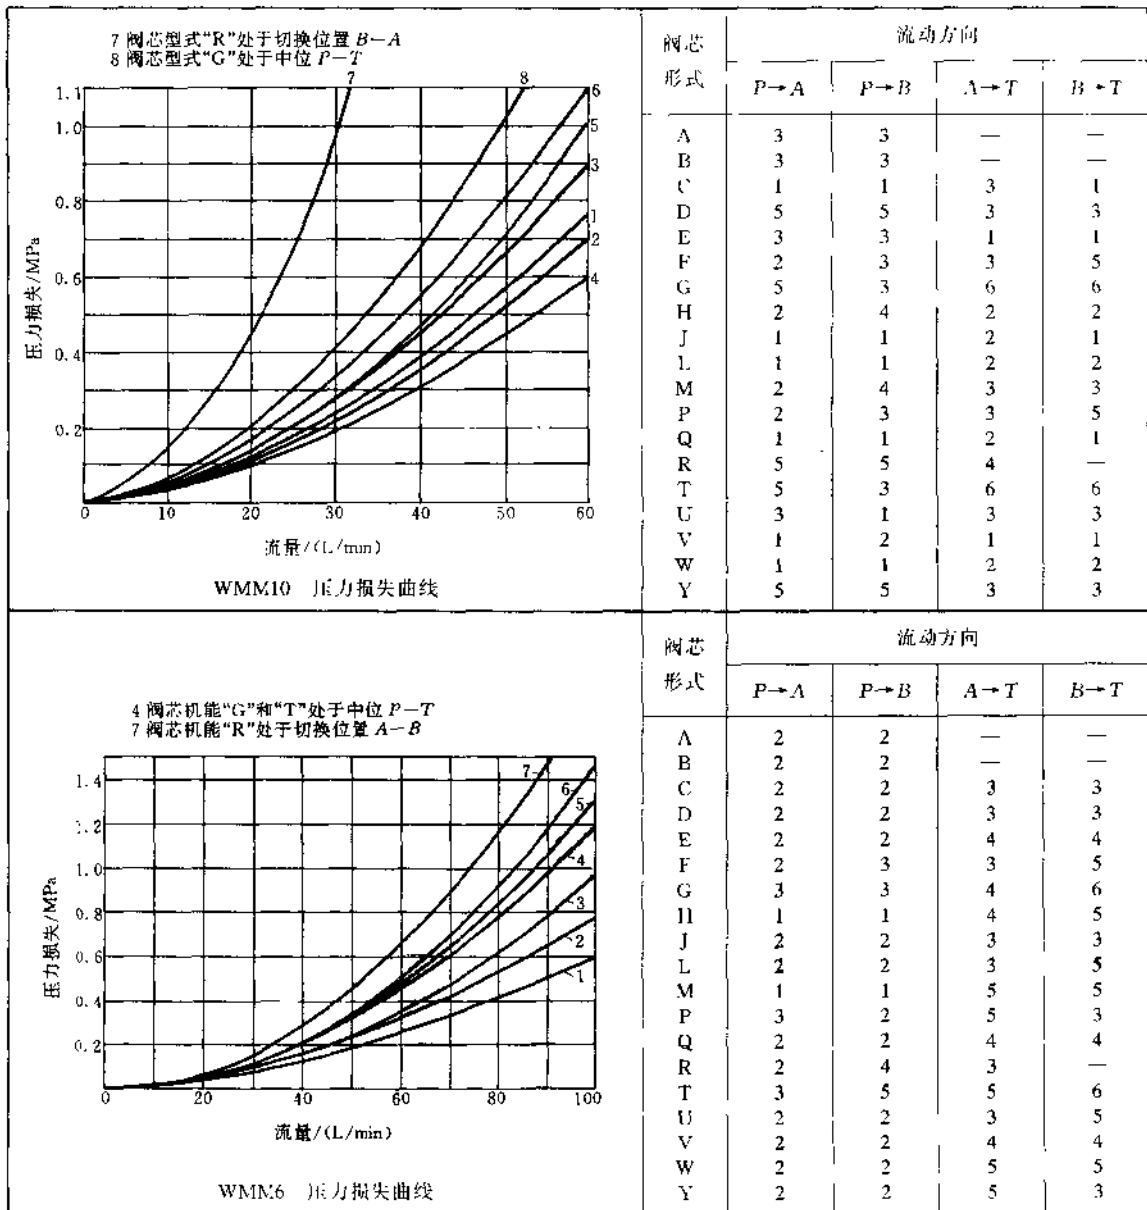 7 阀芯型式“R”处于切换位置 B—A
8 阀芯型式“G”处于中位 P—T
7
8
6
5
3
1
2
4
1.1
1.0
0.8
0.6
0.4
0.2
压力损失/MPa
0 10 20 30 40 50 60
流量/(L/min)
WMM10 压力损失曲线
阀芯形式 流动方向
P→A P→B A→T B→T
A 3 3 — —
B 3 3 — —
C 1 1 3 1
D 5 5 3 3
E 3 3 1 1
F 2 3 3 5
G 5 3 6 6
H 2 4 2 2
J 1 1 2 1
L 1 1 2 2
M 2 4 3 3
P 2 3 3 5
Q 1 1 2 1
R 5 5 4 —
T 5 3 6 6
U 3 1 3 3
V 1 2 1 1
W 1 1 2 2
Y 5 5 3 3
4 阀芯机能“G”和“T”处于中位 P—T
7 阀芯机能“R”处于切换位置 A—B
7
6
5
4
3
2
1
1.4
1.2
1.0
0.8
0.6
0.4
0.2
压力损失/MPa
0 20 40 60 80 100
流量/(L/min)
WMM6 压力损失曲线
阀芯形式 流动方向
P→A P→B A→T B→T
A 2 2 — —
B 2 2 — —
C 2 2 3 3
D 2 2 3 3
E 2 2 4 4
F 2 3 3 5
G 3 3 4 6
H 1 1 4 5
J 2 2 3 3
L 2 2 3 5
M 1 1 5 5
P 3 2 5 3
Q 2 2 4 4
R 2 4 3 —
T 3 5 5 6
U 2 2 3 5
V 2 2 4 4
W 2 2 5 5
Y 2 2 5 3